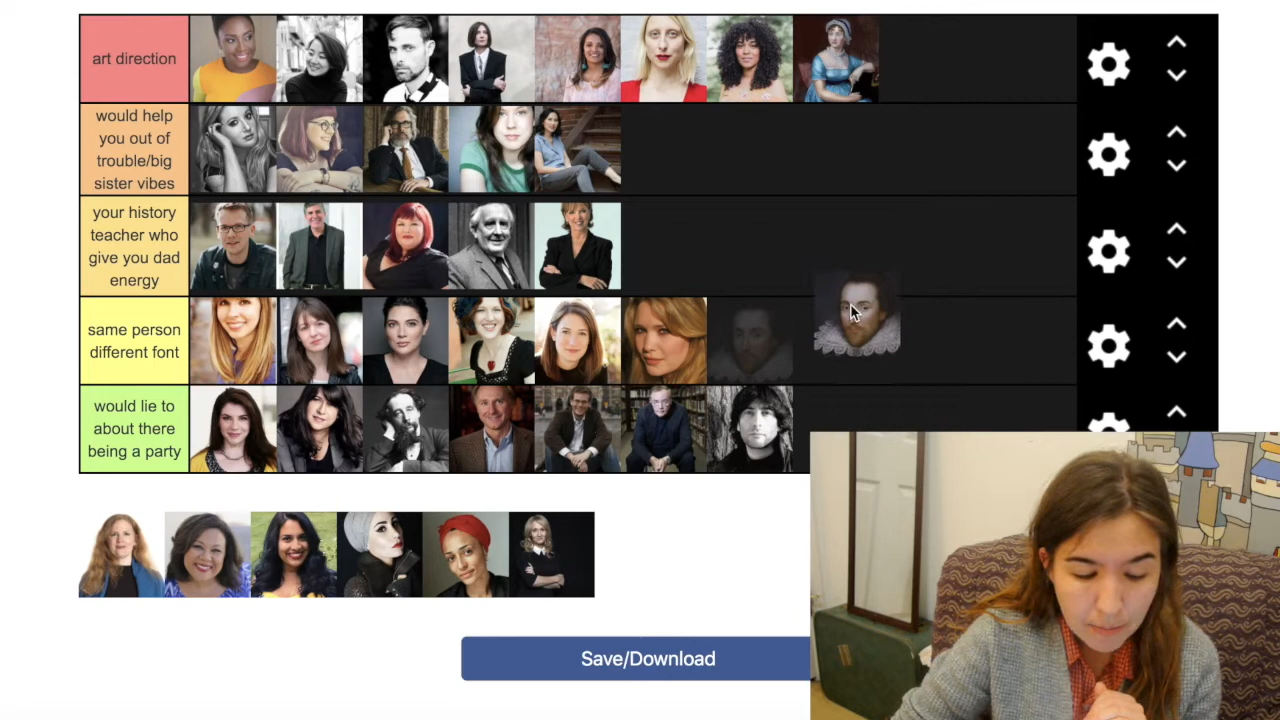 art direction
would help
you out of
trouble/big
sister vibes
your history
teacher who
give you dad
energy
same person
different font
would lie to
about there
being a party
Save/Download